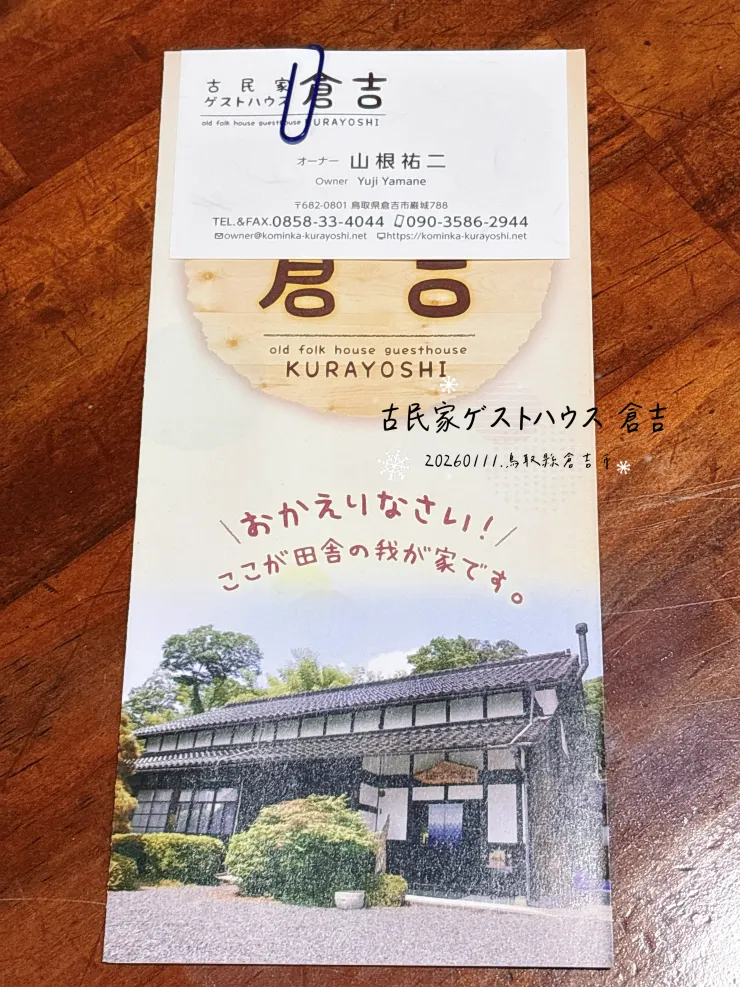 古民家 倉吉
ゲストハウス
old folk house guesthouse KURAYOSHI
オーナー 山根祐二
Owner Yuji Yamane
〒682-0801 鳥取県倉吉市巌城788
TEL.&FAX.0858-33-4044 090-3586-2944
owner@kominka-kurayoshi.net https://kominka-kurayoshi.net
倉吉
old folk house guesthouse
KURAYOSHI
古民家ゲストハウス 倉吉
20260111.鳥取縣倉吉市
\おかえりなさい!/
ここが田舎の我が家です。